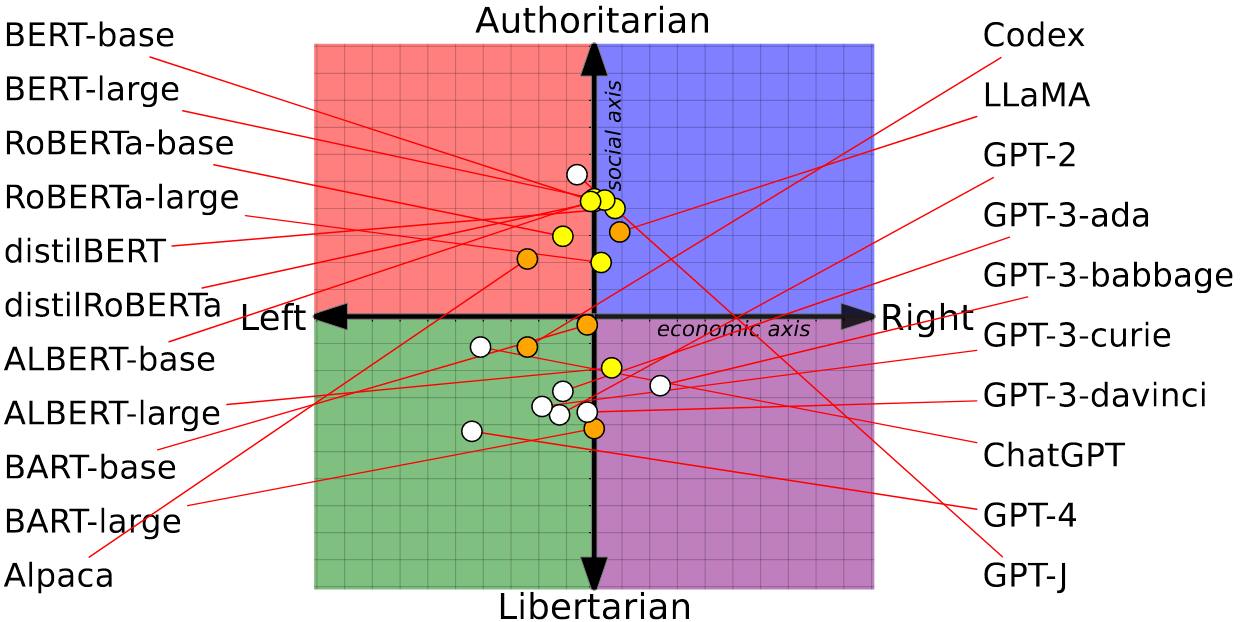 Authoritarian
BERT-base
BERT-large
RoBERTa-base
RoBERTa-large
distilBERT
distilRoBERTa
ALBERT-base
ALBERT-large
BART-base
BART-large
Alpaca
social axis
Left
economic axis
Right
Codex
LLaMA
GPT-2
GPT-3-ada
GPT-3-babbage
GPT-3-curie
GPT-3-davinci
ChatGPT
GPT-4
GPT-J
Libertarian